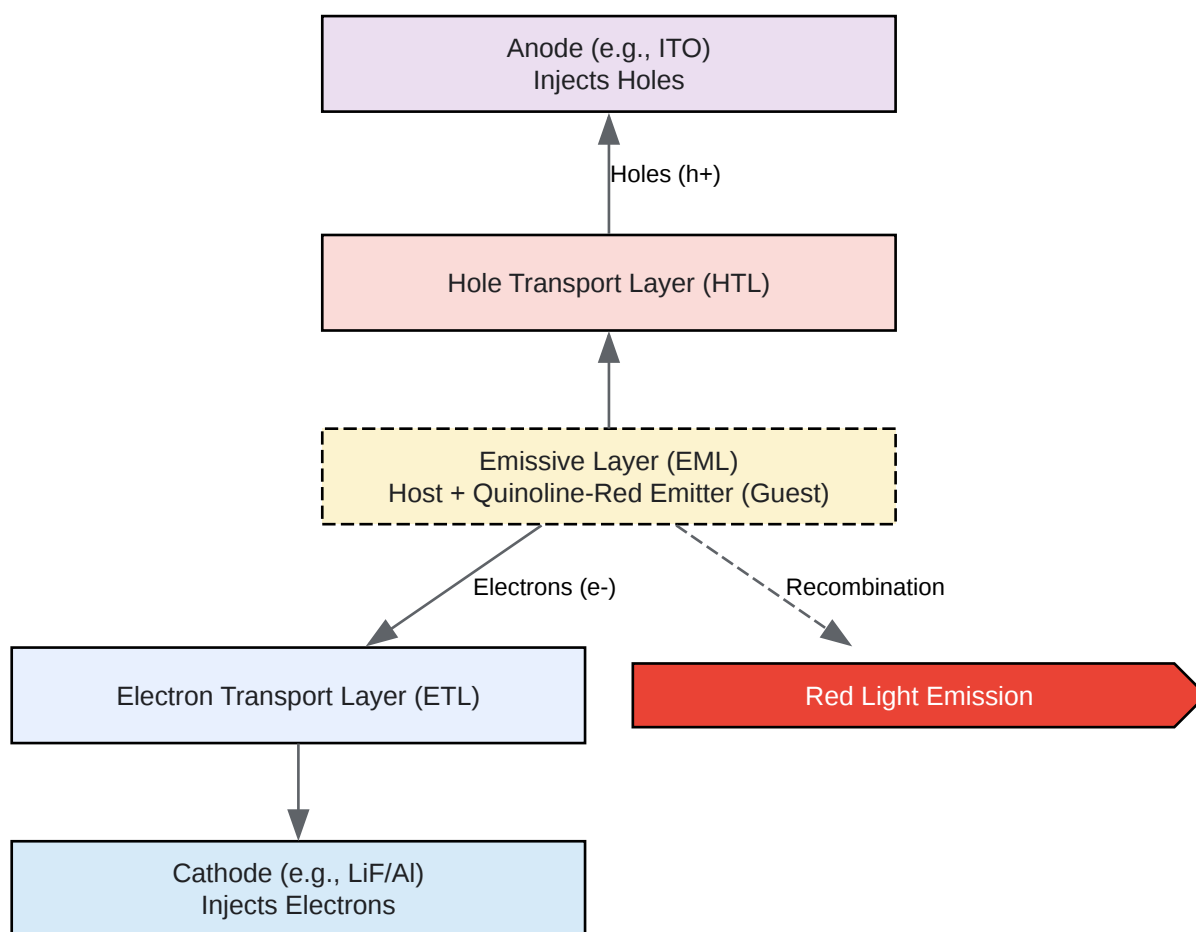 Anode (e.g., ITO)
Injects Holes
Holes (h+)
Hole Transport Layer (HTL)
Emissive Layer (EML)
Host + Quinoline-Red Emitter (Guest)
Electrons (e-)
Recombination
Electron Transport Layer (ETL)
Red Light Emission
Cathode (e.g., LiF/Al)
Injects Electrons